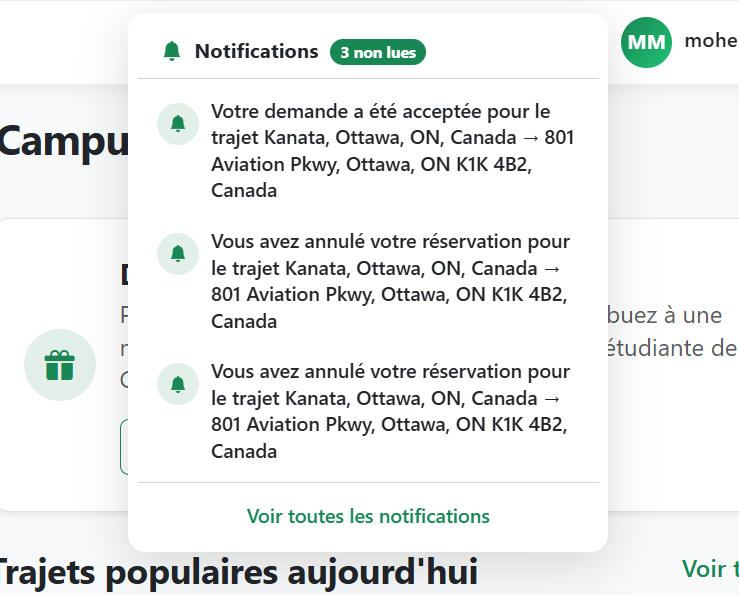 Notifications 3 non lues
MM mohe
Votre demande a été acceptée pour le
trajet Kanata, Ottawa, ON, Canada → 801
Aviation Pkwy, Ottawa, ON K1K 4B2,
Canada
Vous avez annulé votre réservation pour
le trajet Kanata, Ottawa, ON, Canada →
801 Aviation Pkwy, Ottawa, ON K1K 4B2,
Canada
Vous avez annulé votre réservation pour
le trajet Kanata, Ottawa, ON, Canada →
801 Aviation Pkwy, Ottawa, ON K1K 4B2,
Canada
Voir toutes les notifications
Campu
buez à une
étudiante de
Trajets populaires aujourd'hui
Voir t